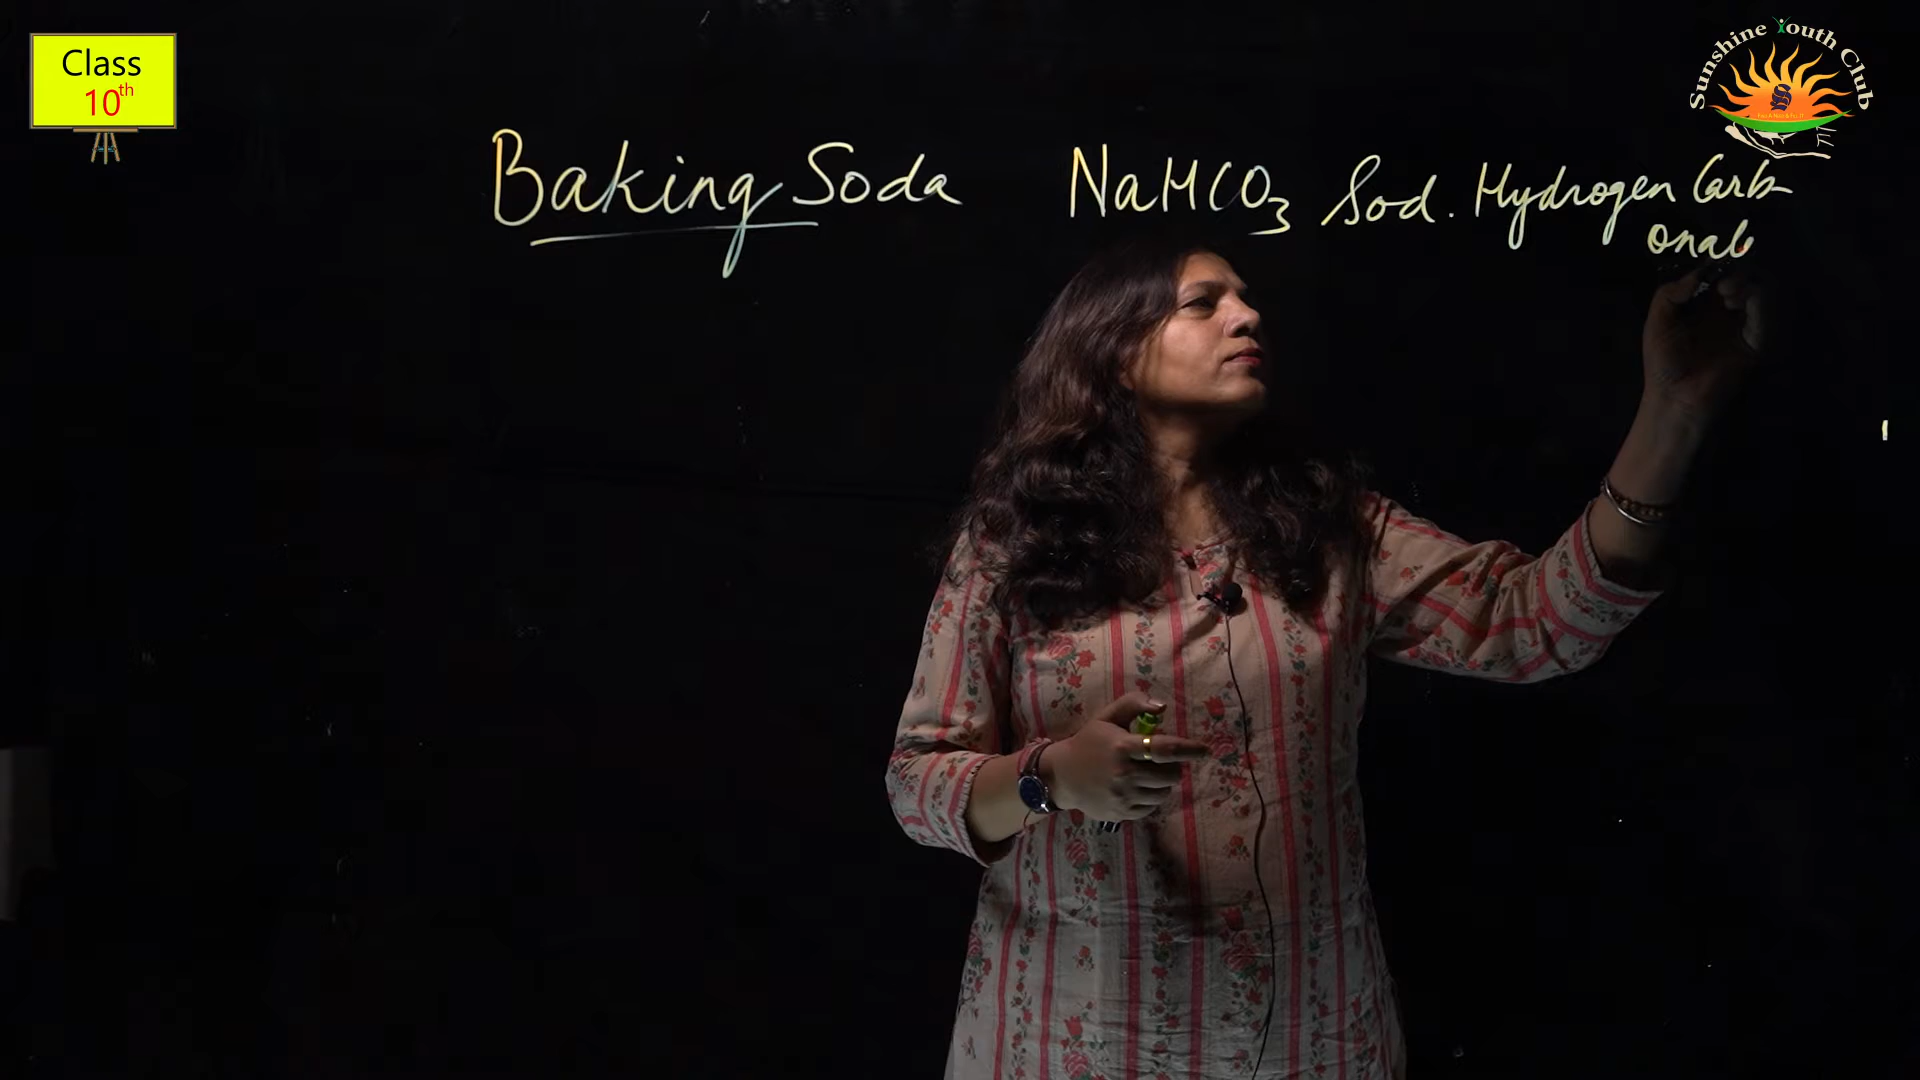 Class
10th
Sunshine Youth Club
Baking Soda NaHCO3 Sod. Hydrogen Carb-
onate